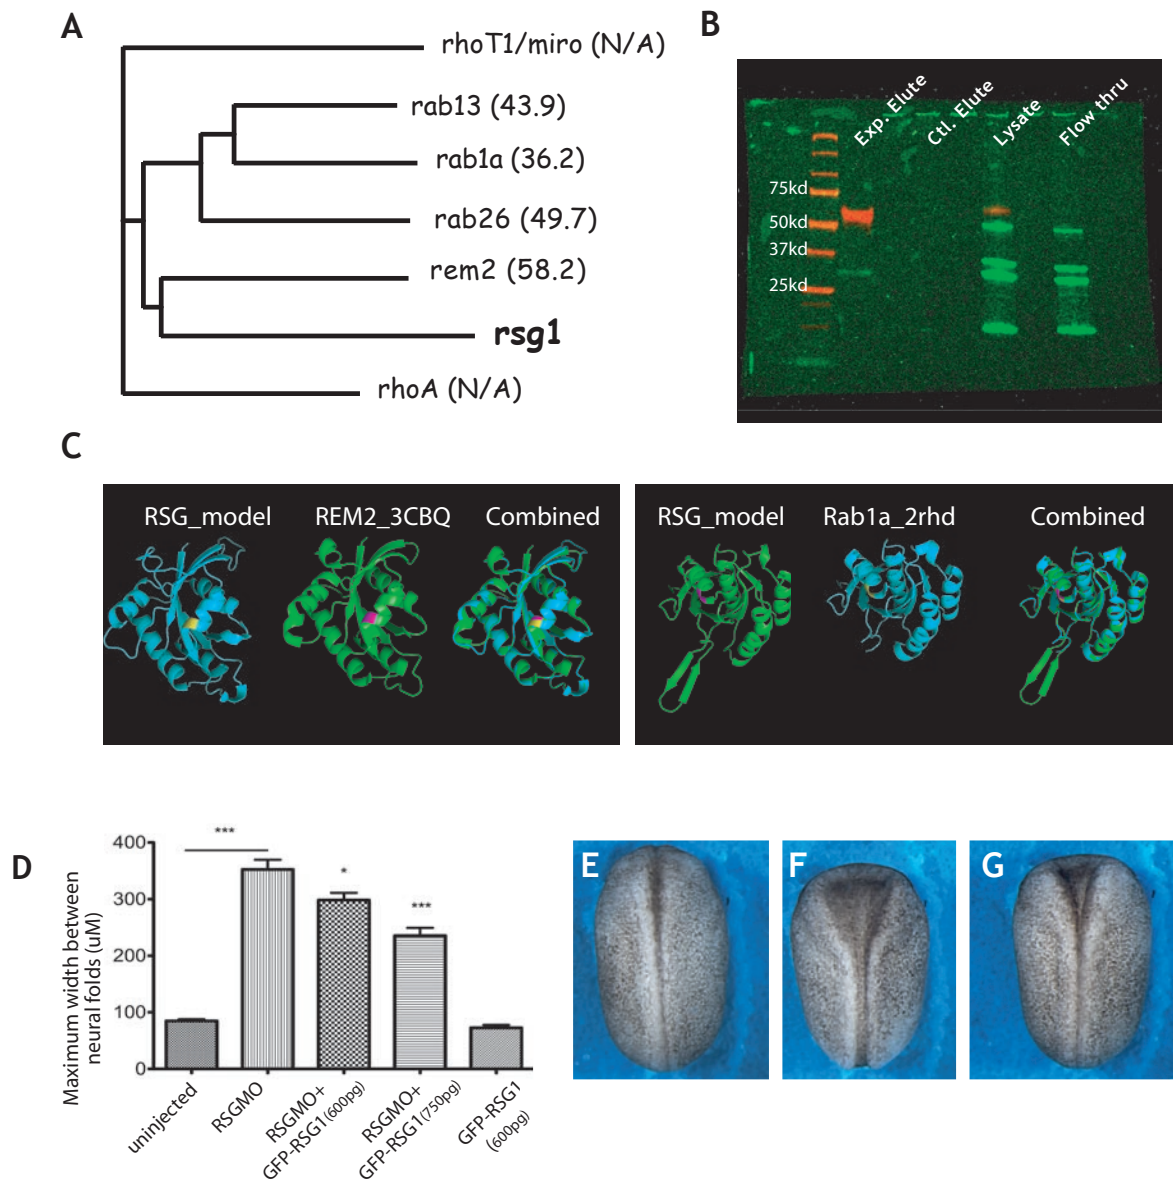 A
rhoT1/miro (N/A)
rab13 (43.9)
rab1a (36.2)
rab26 (49.7)
rem2 (58.2)
rsg1
rhoA (N/A)
B
Exp. Elute
Ctl. Elute
Lysate
Flow thru
75kd
50kd
37kd
25kd
C
RSG_model
REM2_3CBQ
Combined
RSG_model
Rab1a_2rhd
Combined
D
Maximum width between
neural folds (uM)
400
300
200
100
0
***
*
***
uninjected
RSGMO
RSGMO+
GFP-RSG1(600pg)
RSGMO+
GFP-RSG1(750pg)
GFP-RSG1
(600pg)
E
F
G